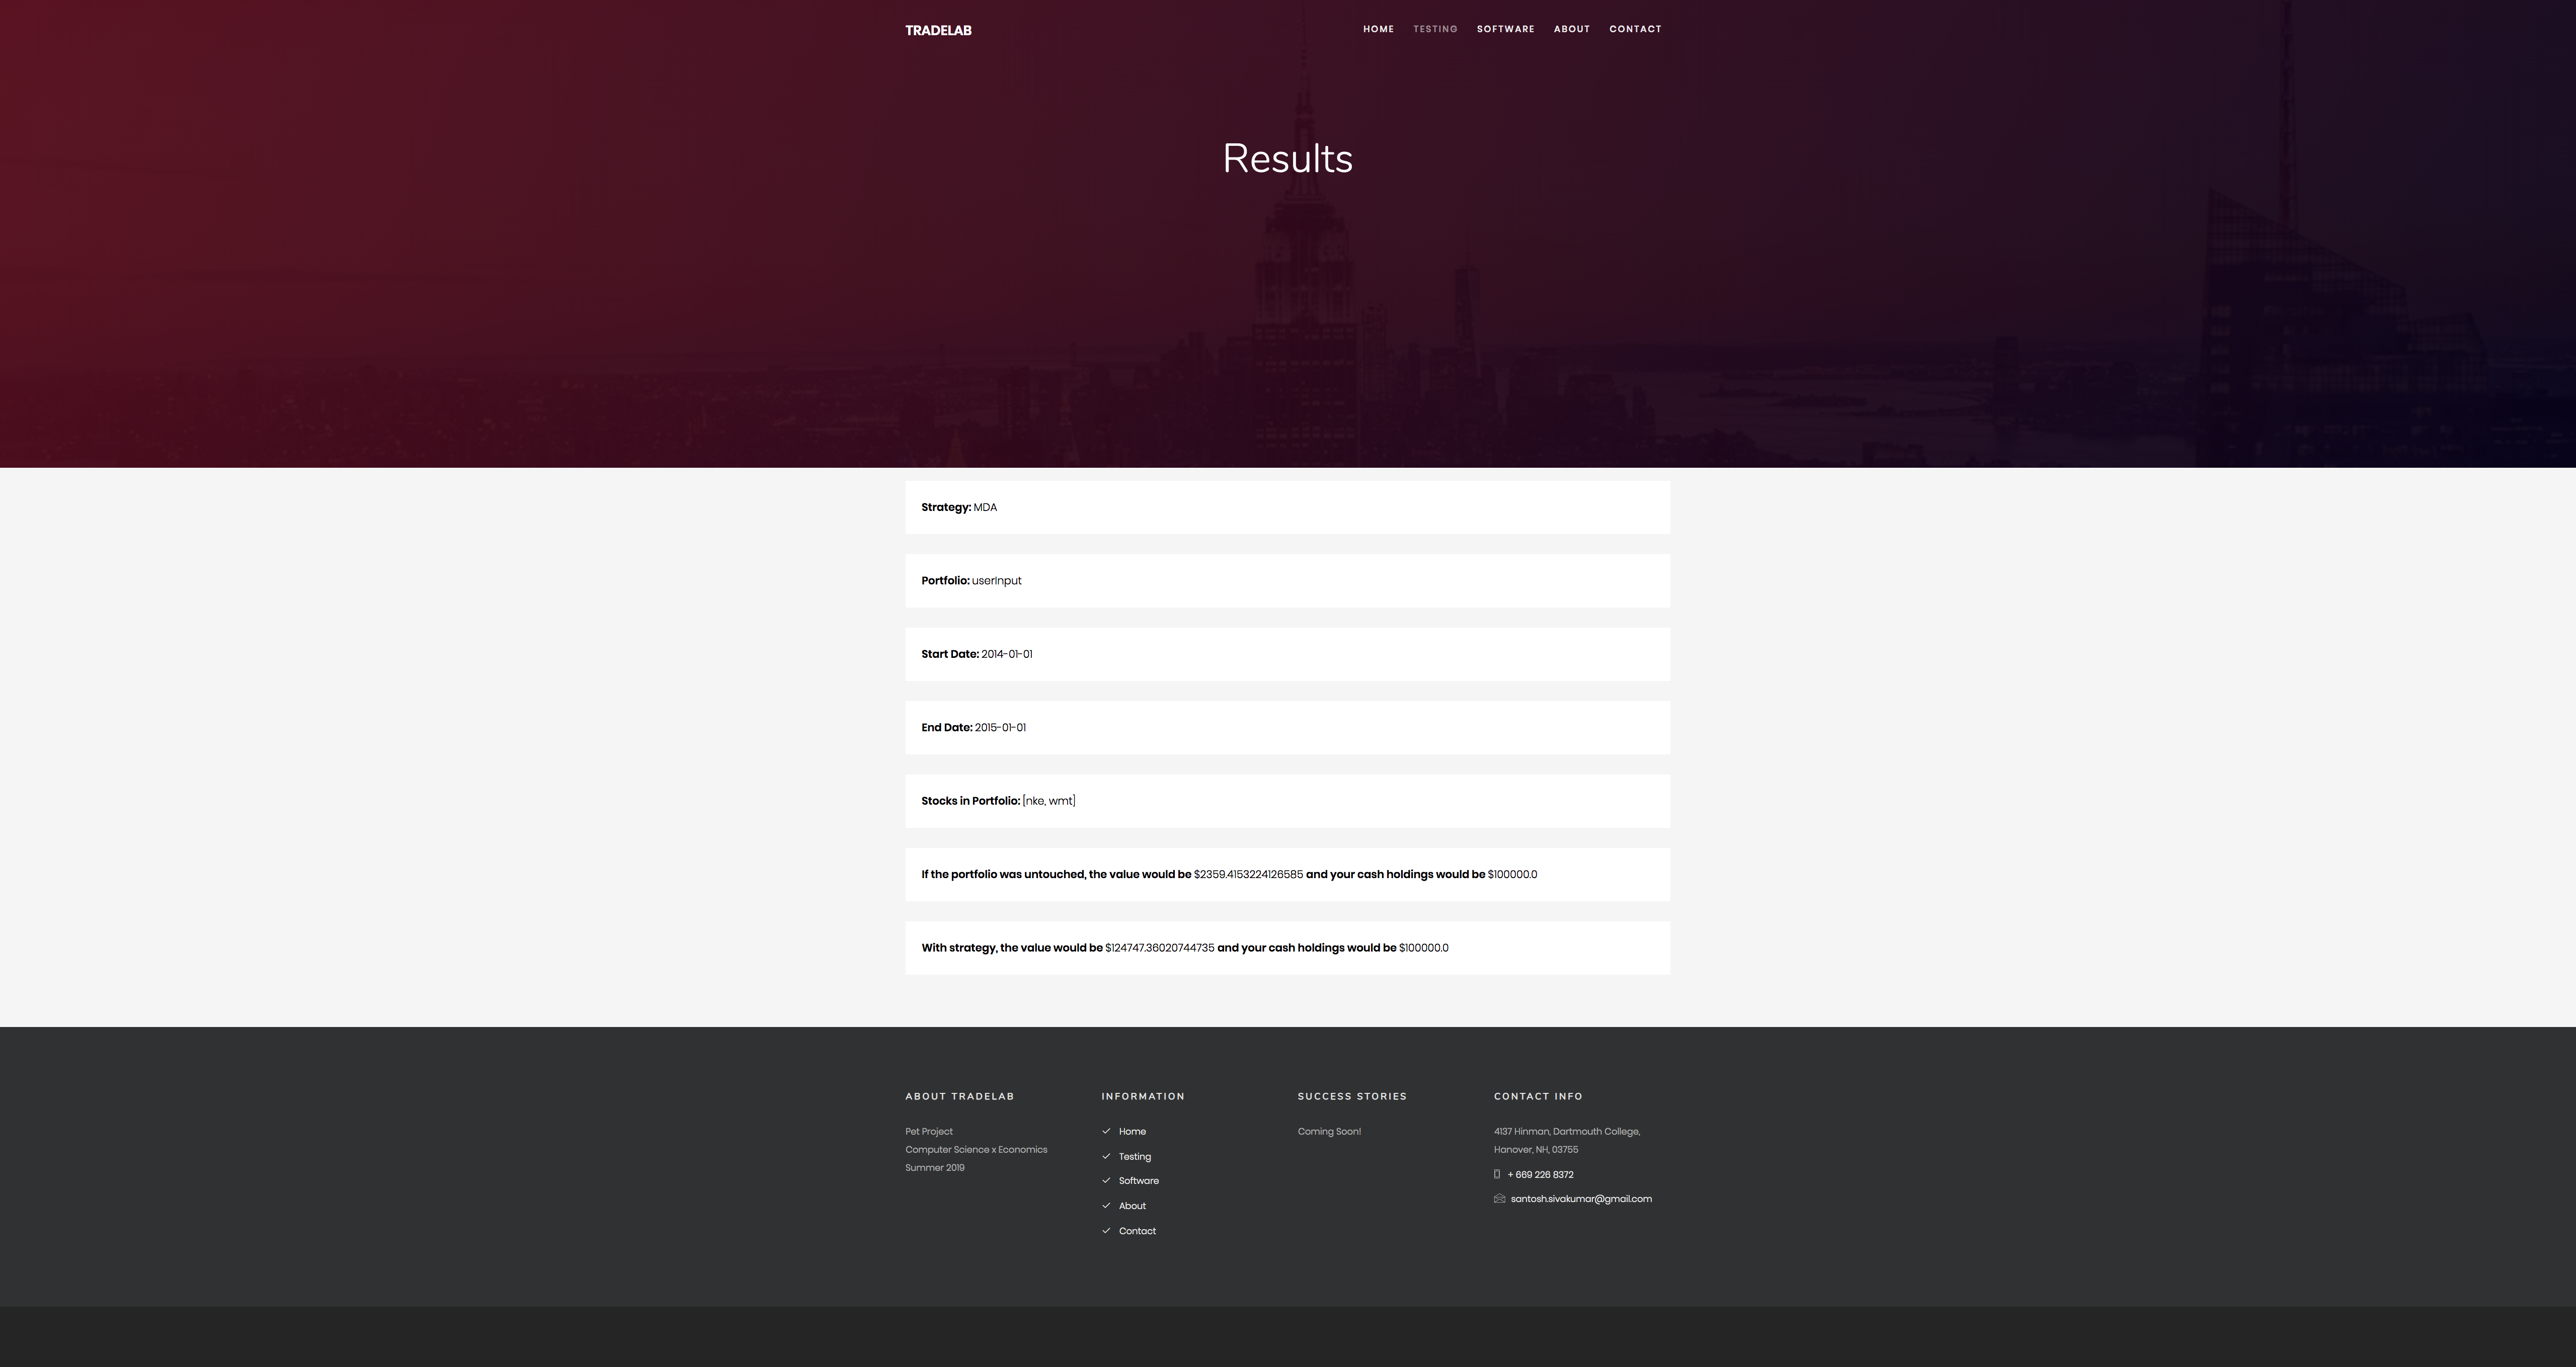 TRADELAB
HOME TESTING SOFTWARE ABOUT CONTACT
Results
Strategy: MDA
Portfolio: userInput
Start Date: 2014-01-01
End Date: 2015-01-01
Stocks in Portfolio: [nke, wmt]
If the portfolio was untouched, the value would be $2359.4153224126585 and your cash holdings would be $100000.0
With strategy, the value would be $124747.36020744735 and your cash holdings would be $100000.0
ABOUT TRADELAB
Pet Project
Computer Science x Economics
Summer 2019
INFORMATION
Home
Testing
Software
About
Contact
SUCCESS STORIES
Coming Soon!
CONTACT INFO
4137 Hinman, Dartmouth College,
Hanover, NH, 03755
+ 669 226 8372
santosh.sivakumar@gmail.com